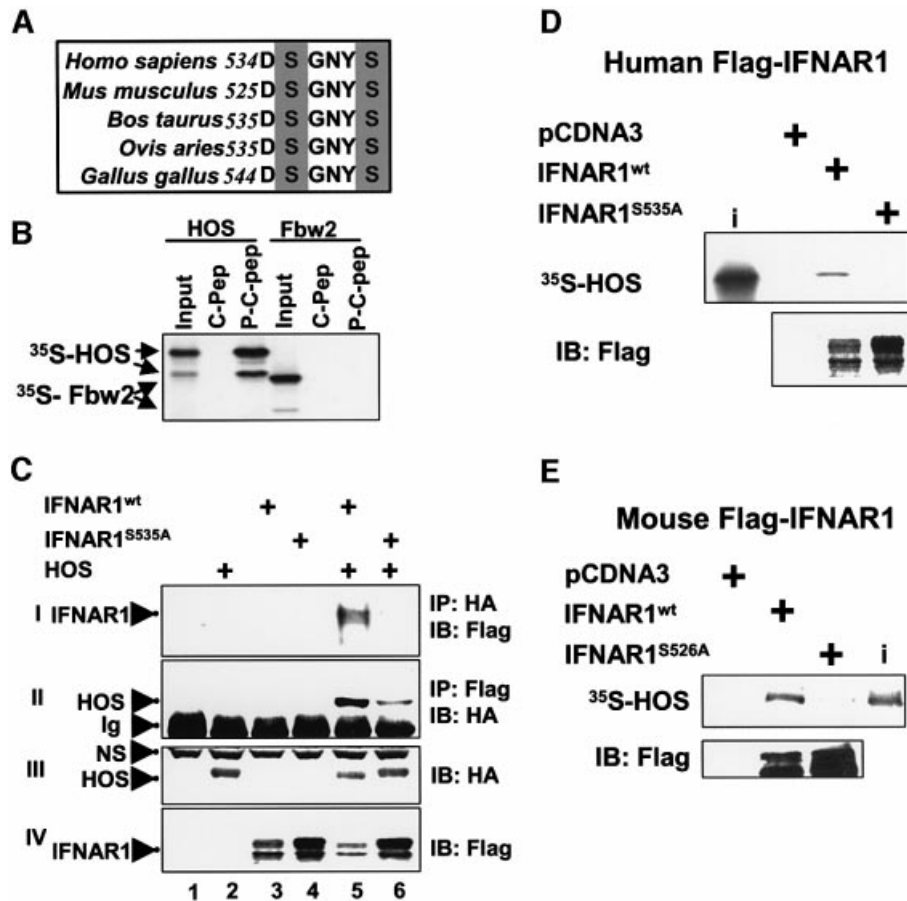 A
Homo sapiens 534 D S GNY S
Mus musculus 525 D S GNY S
Bos taurus 535 D S GNY S
Ovis aries 535 D S GNY S
Gallus gallus 544 D S GNY S
B
HOS Fbw2
Input C-Pep P-C-pep Input C-Pep P-C-pep
35S-HOS
35S- Fbw2
C
IFNAR1wt + +
IFNAR1S535A + +
HOS + + +
I IFNAR1 IP: HA
IB: Flag
II HOS IP: Flag
Ig IB: HA
NS
III HOS IB: HA
IV IFNAR1 IB: Flag
1 2 3 4 5 6
D
Human Flag-IFNAR1
pCDNA3 +
IFNAR1wt +
IFNAR1S535A i +
35S-HOS
IB: Flag
E
Mouse Flag-IFNAR1
pCDNA3 +
IFNAR1wt +
IFNAR1S526A + i
35S-HOS
IB: Flag